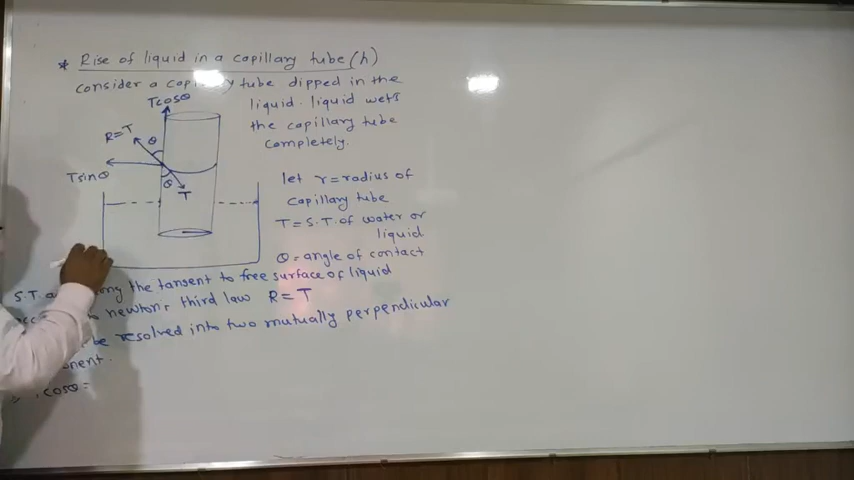 * Rise of liquid in a capillary tube (h)
consider a tube dipped in the
liquid. liquid wets
the capillary tube
completely.
Tcosθ
R=T
θ
Tsinθ
θ
T
let r = radius of
capillary tube
T = S.T. of water or
liquid
θ = angle of contact
S.T. the tangent to free surface of liquid
newton's third law R = T
be resolved into two mutually perpendicular
cosθ =